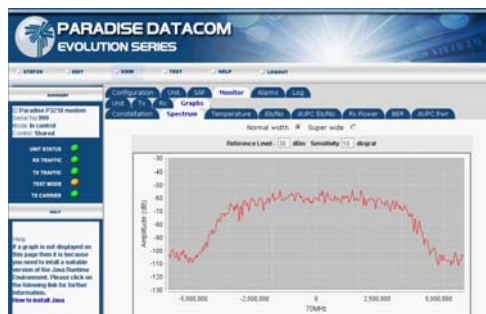 PARADISE DATACOM
EVOLUTION SERIES
STATUS EDIT VIEW TEST HELP LOGOUT
SUMMARY
C: Paradise P3210 modem
Serial No:999
Mode: In control
Control: Shared
UNIT STATUS
RX TRAFFIC
TX TRAFFIC
TEST MODE
TX CARRIER
HELP
Help
If a graph is not displayed on
this page then it is because
you need to intall a suitable
version of the Java Runtime
Environment. Please click on
the folowing link for further
information.
How to install Java
Configuration Unit SAF Monitor Alarms Log
Unit Tx Rx Graphs
Constellation Spectrum Temperature Eb/No AUPC Eb/No Rx Power BER AUPC Pwr
Normal width Super wide
Reference Level - 30 dBm Sensitivity 10 db/grat
Amplitude (dB)
-30
-40
-50
-60
-70
-80
-90
-100
-110
-120
-130
-5,000,000 -2,500,000 0 2,500,000 5,000,000
70MHz